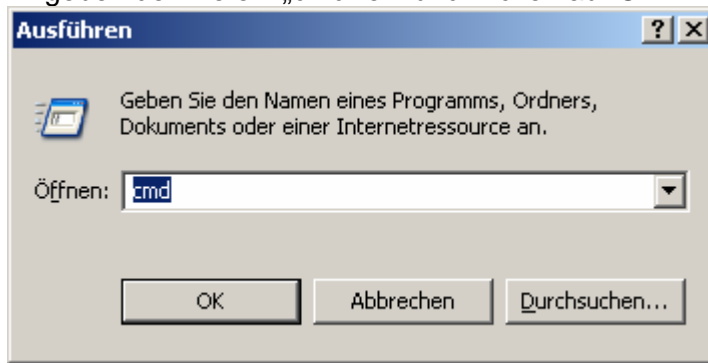 Ausführen
Geben Sie den Namen eines Programms, Ordners,
Dokuments oder einer Internetressource an.
Öffnen: cmd
OK Abbrechen Durchsuchen...